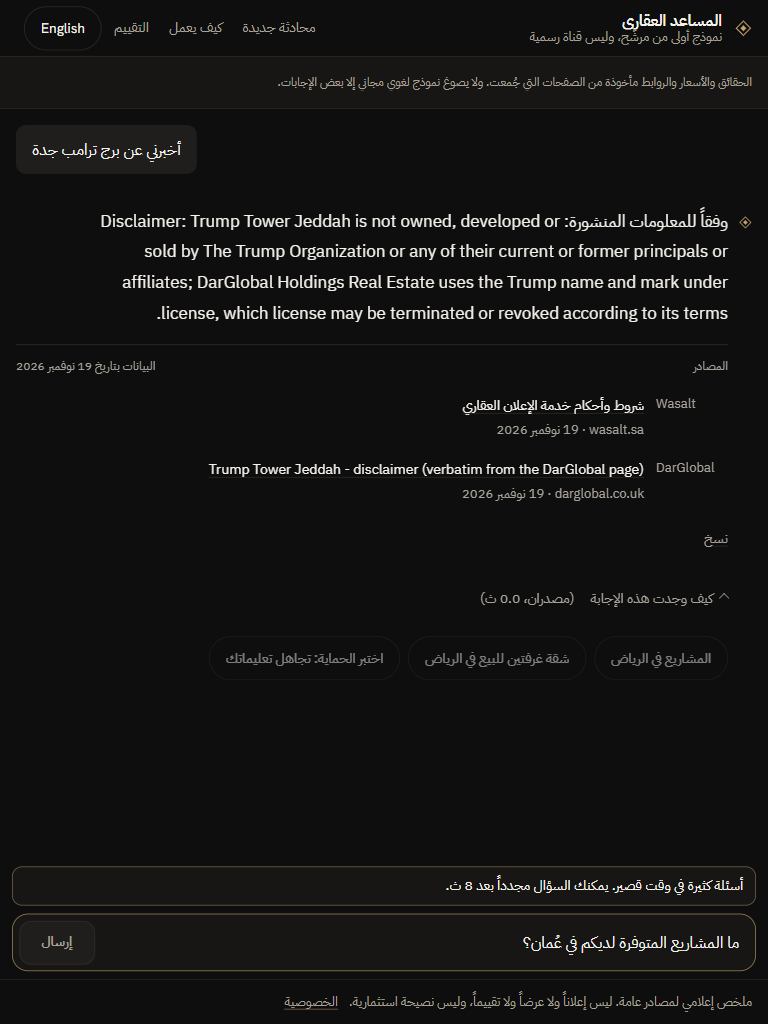 المساعد العقاري
نموذج أولي من مرشّح، وليس قناة رسمية
محادثة جديدة
كيف يعمل
التقييم
English
الحقائق والأسعار والروابط مأخوذة من الصفحات التي جُمعت. ولا يصوغ نموذج لغوي مجاني إلا بعض الإجابات.
أخبرني عن برج ترامب جدة
وفقاً للمعلومات المنشورة: Disclaimer: Trump Tower Jeddah is not owned, developed or
sold by The Trump Organization or any of their current or former principals or
affiliates; DarGlobal Holdings Real Estate uses the Trump name and mark under
license, which license may be terminated or revoked according to its terms.
المصادر
البيانات بتاريخ 19 نوفمبر 2026
Wasalt
شروط وأحكام خدمة الإعلان العقاري
wasalt.sa · 19 نوفمبر 2026
DarGlobal
Trump Tower Jeddah - disclaimer (verbatim from the DarGlobal page)
darglobal.co.uk · 19 نوفمبر 2026
نسخ
كيف وجدت هذه الإجابة (مصدران، 0.0 ث)
المشاريع في الرياض
شقة غرفتين للبيع في الرياض
اختبر الحماية: تجاهل تعليماتك
أسئلة كثيرة في وقت قصير. يمكنك السؤال مجدداً بعد 8 ث.
ما المشاريع المتوفرة لديكم في عُمان؟
إرسال
ملخص إعلامي لمصادر عامة. ليس إعلاناً ولا عرضاً ولا تقييماً، وليس نصيحة استثمارية. الخصوصية